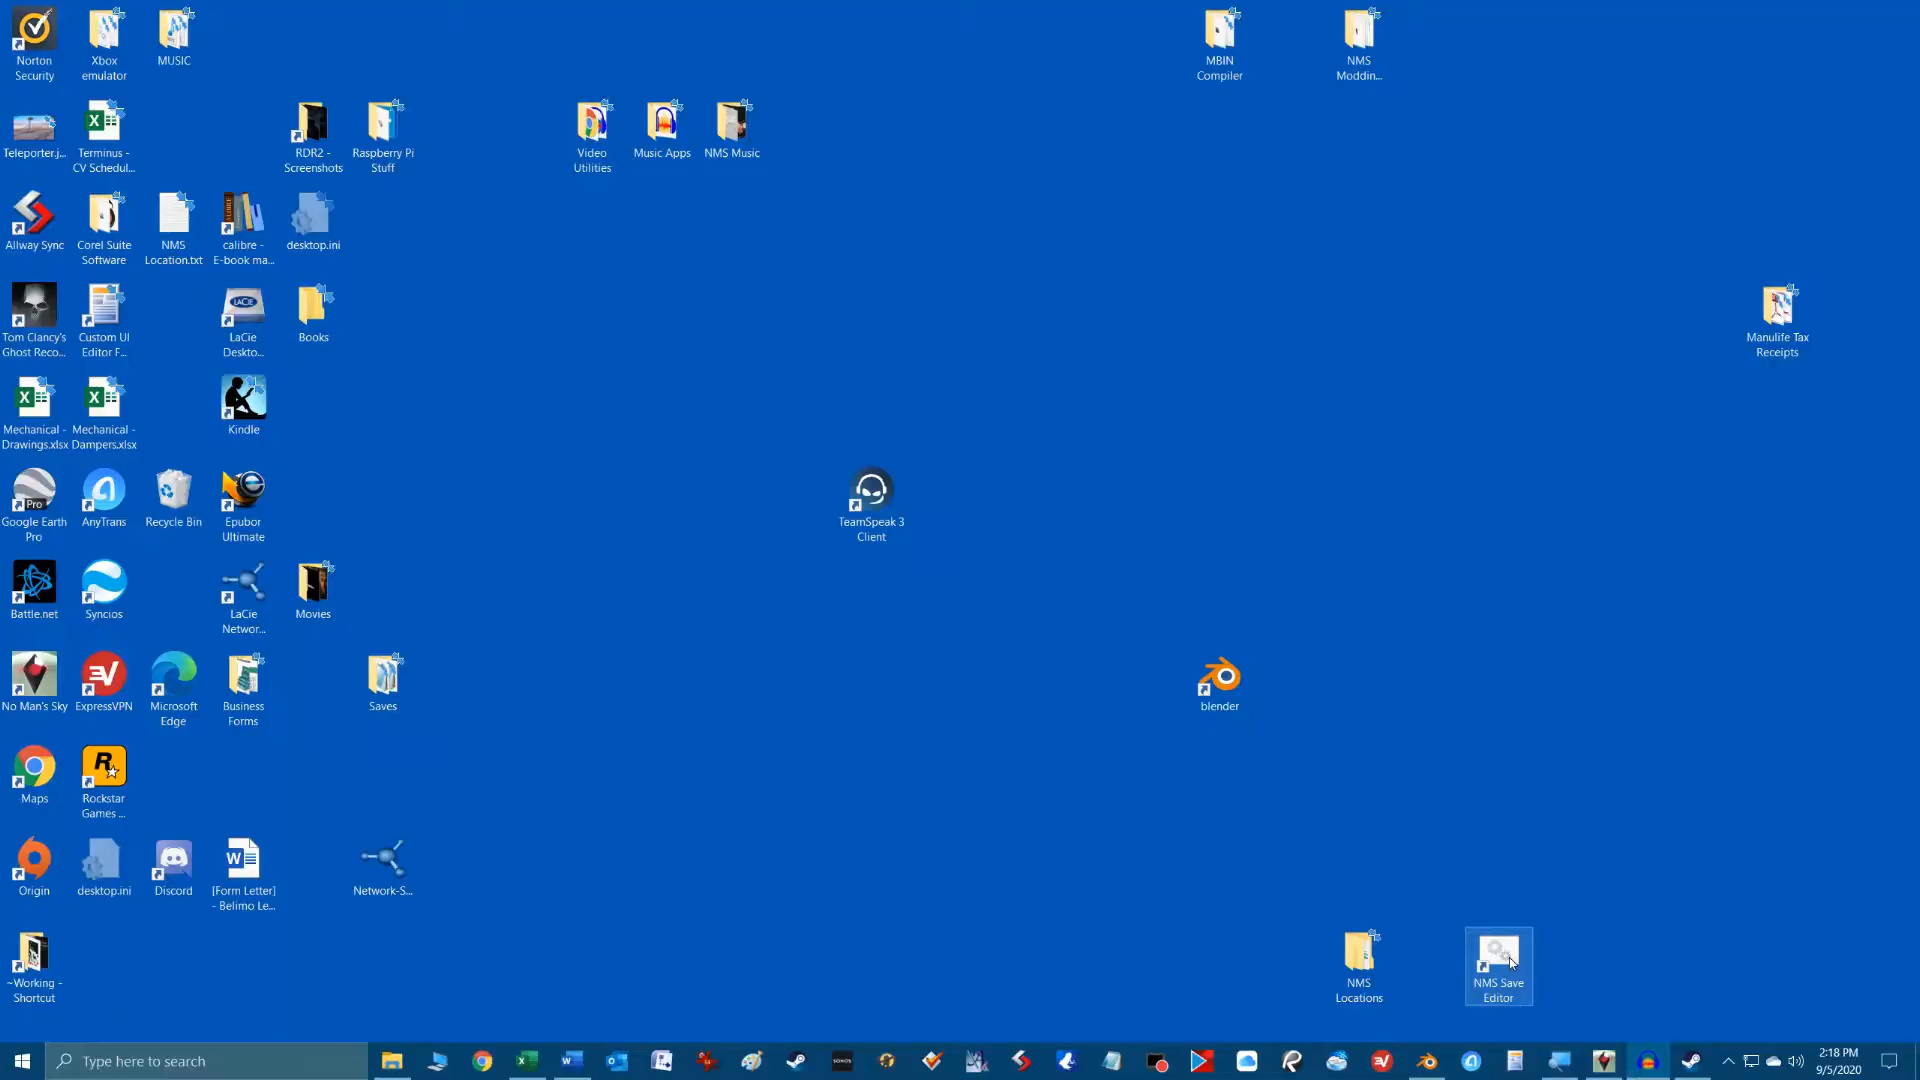 Norton
Security
Xbox
emulator
MUSIC
MBIN
Compiler
NMS
Moddin...
Teleporter.j...
Terminus -
CV Schedul...
RDR2 -
Screenshots
Raspberry Pi
Stuff
Video
Utilities
Music Apps
NMS Music
Allway Sync
Corel Suite
Software
NMS
Location.txt
calibre -
E-book ma...
desktop.ini
Tom Clancy's
Ghost Reco...
Custom UI
Editor F...
LACIE
LaCie
Deskto...
Books
Manulife Tax
Receipts
Mechanical -
Drawings.xlsx
Mechanical -
Dampers.xlsx
Kindle
Pro
Google Earth
Pro
AnyTrans
Recycle Bin
Epubor
Ultimate
TeamSpeak 3
Client
Battle.net
Syncios
LaCie
Networ...
Movies
No Man's Sky
ExpressVPN
Microsoft
Edge
Business
Forms
Saves
blender
Maps
Rockstar
Games ...
Origin
desktop.ini
Discord
[Form Letter]
- Belimo Le...
Network-S...
~Working -
Shortcut
NMS
Locations
NMS Save
Editor
Type here to search
SONOS
2:18 PM
9/5/2020